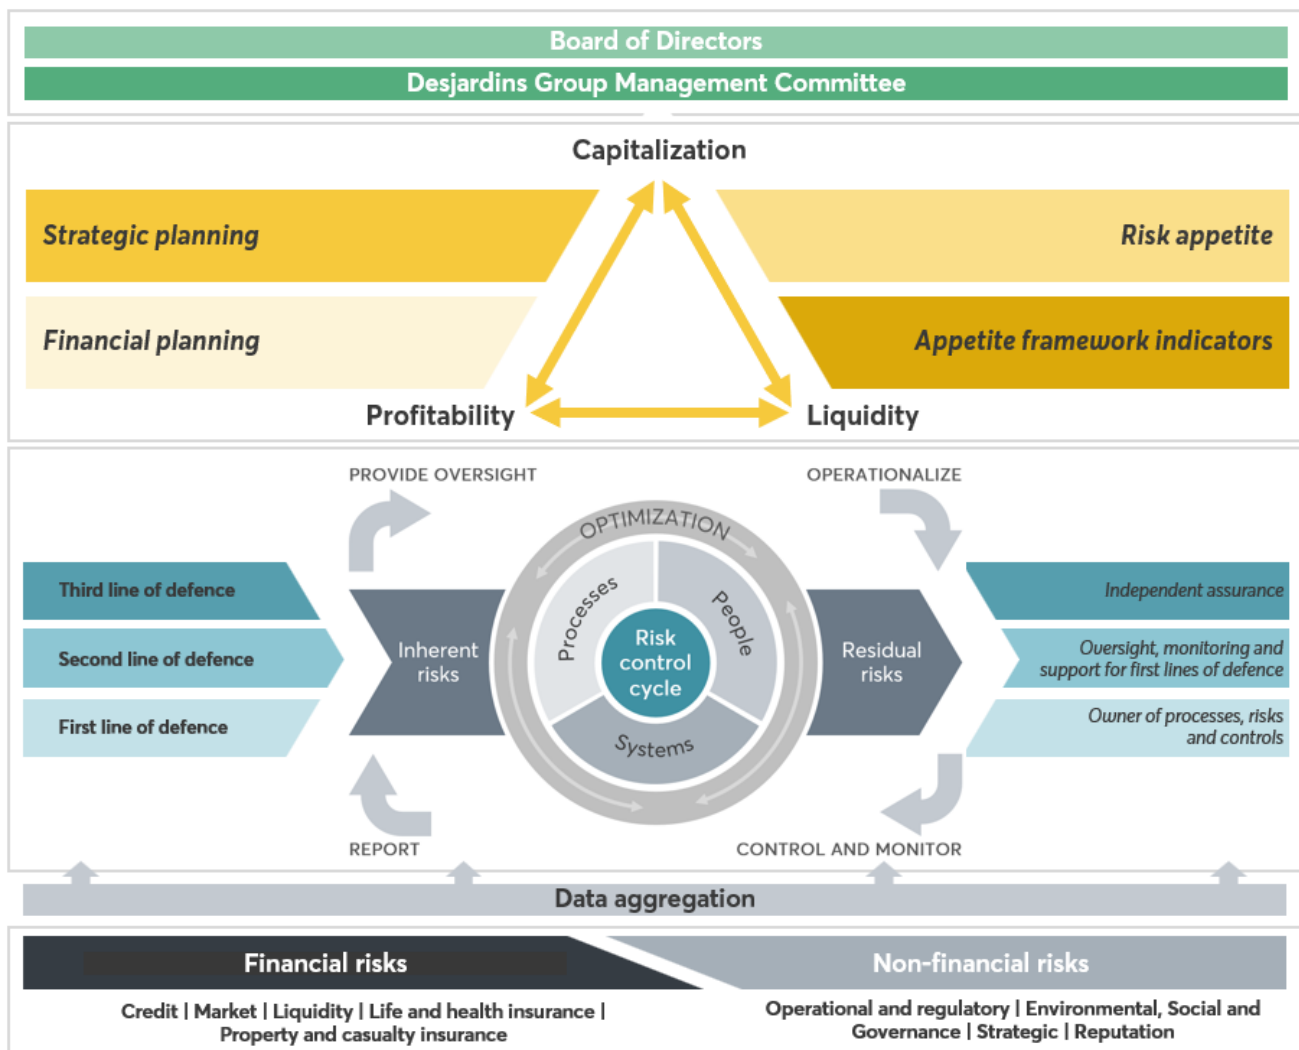 Board of Directors
Desjardins Group Management Committee
Capitalization
Strategic planning
Risk appetite
Financial planning
Appetite framework indicators
Profitability
Liquidity
PROVIDE OVERSIGHT
OPERATIONALIZE
OPTIMIZATION
Third line of defence
Second line of defence
First line of defence
Inherent
risks
Processes
People
Systems
Risk
control
cycle
Residual
risks
Independent assurance
Oversight, monitoring and
support for first lines of defence
Owner of processes, risks
and controls
REPORT
CONTROL AND MONITOR
Data aggregation
Financial risks
Non-financial risks
Credit | Market | Liquidity | Life and health insurance |
Property and casualty insurance
Operational and regulatory | Environmental, Social and
Governance | Strategic | Reputation